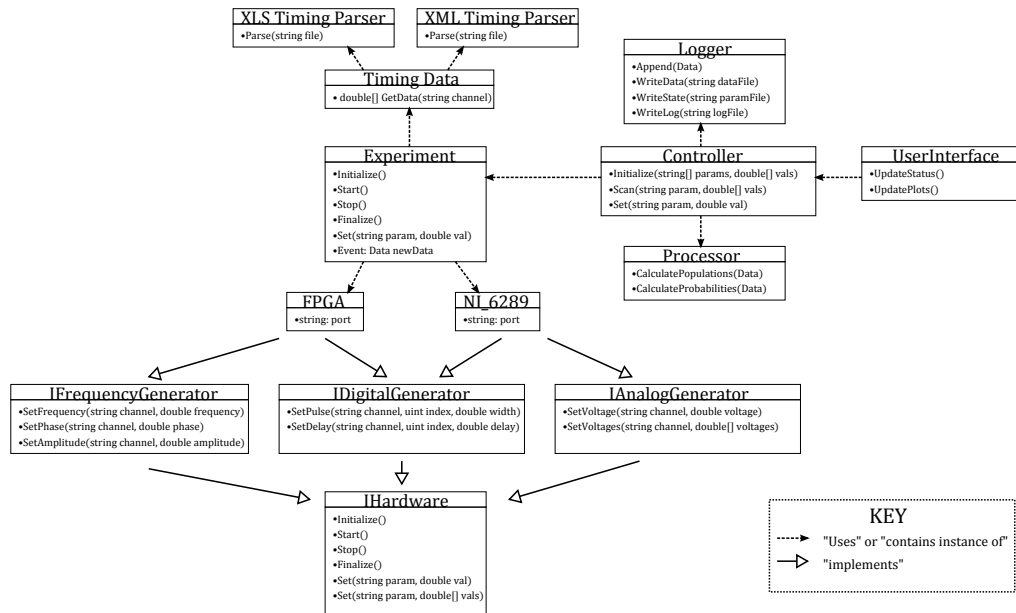 XLS Timing Parser
•Parse(string file)
XML Timing Parser
•Parse(string file)
Timing Data
• double[] GetData(string channel)
Logger
•Append(Data)
•WriteData(string dataFile)
•WriteState(string paramFile)
•WriteLog(string logFile)
Experiment
•Initialize()
•Start()
•Stop()
•Finalize()
•Set(string param, double val)
•Event: Data newData
Controller
•Initialize(string[] params, double[] vals)
•Scan(string param, double[] vals)
•Set(string param, double val)
UserInterface
•UpdateStatus()
•UpdatePlots()
Processor
•CalculatePopulations(Data)
•CalculateProbabilities(Data)
FPGA
•string: port
NI_6289
•string: port
IFrequencyGenerator
•SetFrequency(string channel, double frequency)
•SetPhase(string channel, double phase)
•SetAmplitude(string channel, double amplitude)
IDigitalGenerator
•SetPulse(string channel, uint index, double width)
•SetDelay(string channel, uint index, double delay)
IAnalogGenerator
•SetVoltage(string channel, double voltage)
•SetVoltages(string channel, double[] voltages)
IHardware
•Initialize()
•Start()
•Stop()
•Finalize()
•Set(string param, double val)
•Set(string param, double[] vals)
KEY
"Uses" or "contains instance of"
"implements"